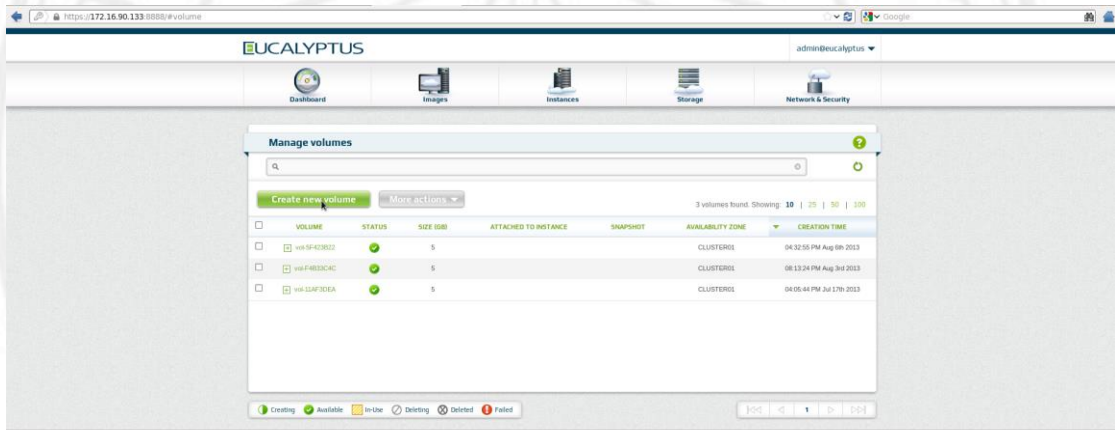 https://172.16.90.133:8888/#volume
Google
EUCALYPTUS
admin@eucalyptus
Dashboard
Images
Instances
Storage
Network & Security
Manage volumes
Create new volume
More actions
3 volumes found. Showing: 10 | 25 | 50 | 100
VOLUME STATUS SIZE (GB) ATTACHED TO INSTANCE SNAPSHOT AVAILABILITY ZONE CREATION TIME
vol-5F423B22 5 CLUSTER01 04:32:55 PM Aug 6th 2013
vol-F4B33C4C 5 CLUSTER01 08:13:24 PM Aug 3rd 2013
vol-11AF3DEA 5 CLUSTER01 04:05:44 PM Jul 17th 2013
Creating Available In-Use Deleting Deleted Failed
1